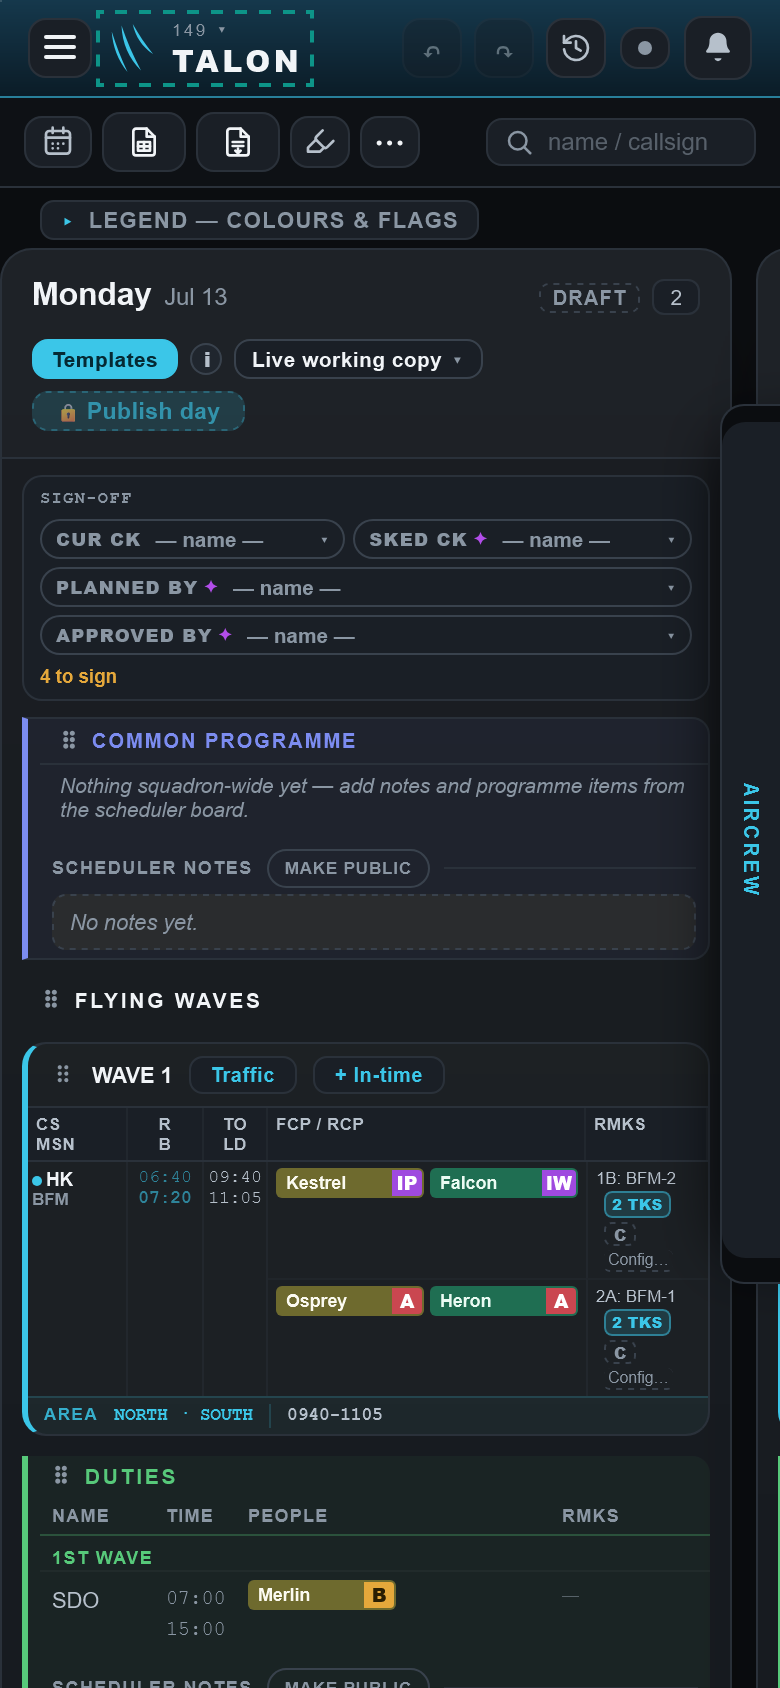 149 ▾
TALON
name / callsign
▸ LEGEND — COLOURS & FLAGS
Monday Jul 13 DRAFT 2
Templates i Live working copy ▾
Publish day
SIGN-OFF
CUR CK — name — ▾ SKED CK ✦ — name — ▾
PLANNED BY ✦ — name — ▾
APPROVED BY ✦ — name — ▾
4 to sign
COMMON PROGRAMME
Nothing squadron-wide yet — add notes and programme items from
the scheduler board.
SCHEDULER NOTES MAKE PUBLIC
No notes yet.
AIRCREW
FLYING WAVES
WAVE 1 Traffic + In-time
CS R TO FCP / RCP RMKS
MSN B LD
HK 06:40 09:40 Kestrel IP Falcon IW 1B: BFM-2
BFM 07:20 11:05 2 TKS
C
Config…
Osprey A Heron A 2A: BFM-1
2 TKS
C
Config…
AREA NORTH · SOUTH 0940-1105
DUTIES
NAME TIME PEOPLE RMKS
1ST WAVE
SDO 07:00 Merlin B —
15:00
SCHEDULER NOTES MAKE PUBLIC